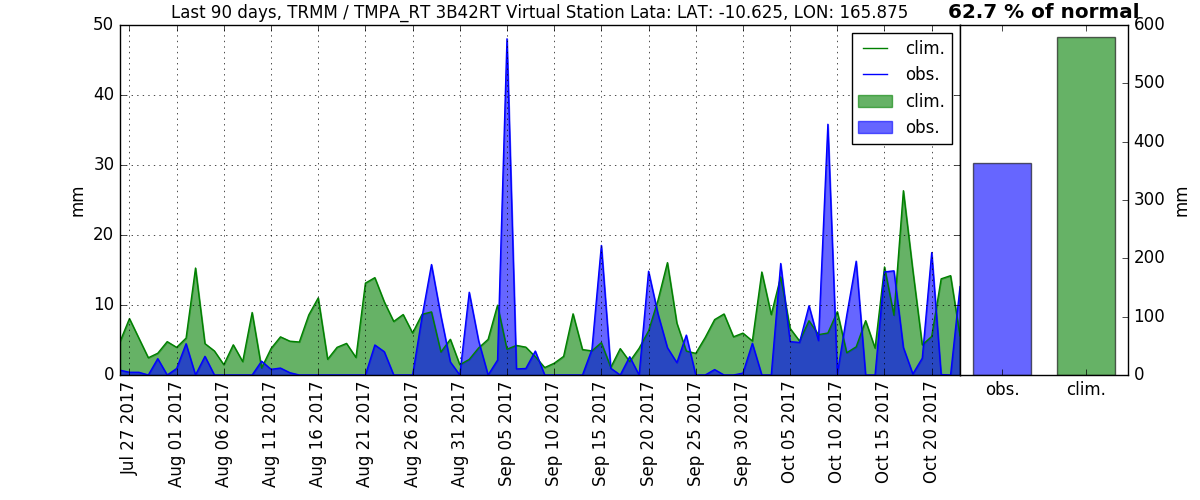 Last 90 days, TRMM / TMPA_RT 3B42RT Virtual Station Lata: LAT: -10.625, LON: 165.875
62.7 % of normal
50
40
30
20
10
0
mm
clim.
obs.
clim.
obs.
600
500
400
300
200
100
0
mm
Jul 27 2017
Aug 01 2017
Aug 06 2017
Aug 11 2017
Aug 16 2017
Aug 21 2017
Aug 26 2017
Aug 31 2017
Sep 05 2017
Sep 10 2017
Sep 15 2017
Sep 20 2017
Sep 25 2017
Sep 30 2017
Oct 05 2017
Oct 10 2017
Oct 15 2017
Oct 20 2017
obs.
clim.